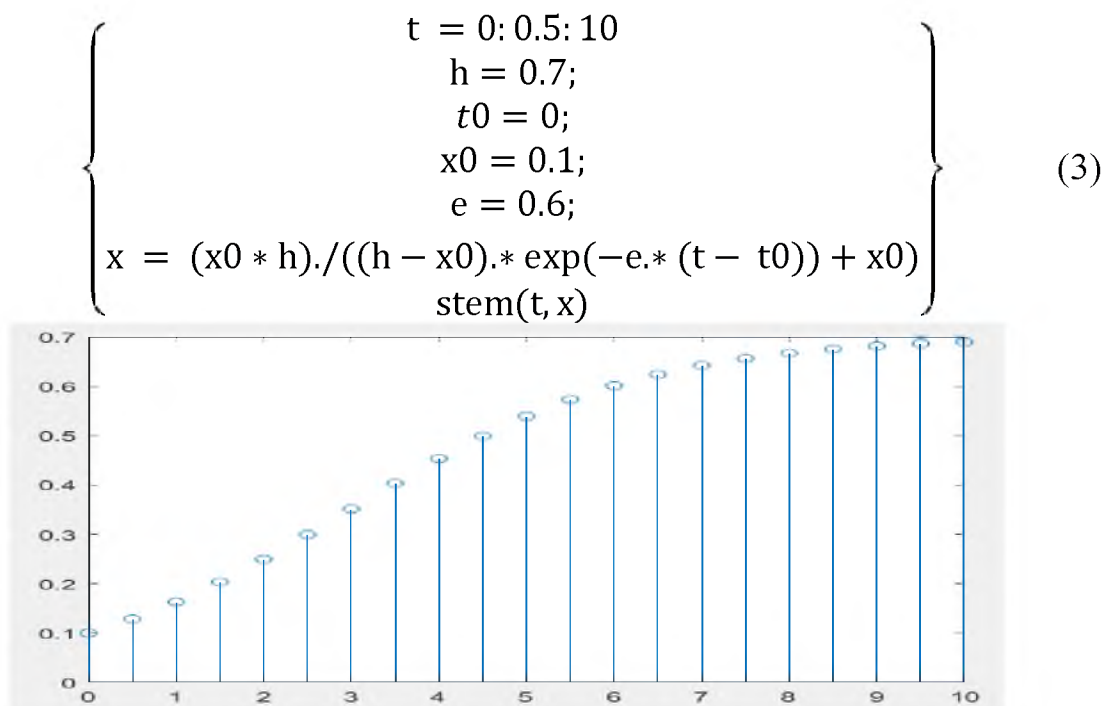 t = 0: 0.5: 10
h = 0.7;
t0 = 0;
x0 = 0.1;
e = 0.6;
x = (x0 * h)./((h − x0).* exp(−e.* (t − t0)) + x0)
stem(t, x)
(3)
0.7
0.6
0.5
0.4
0.3
0.2
0.1
0
0 1 2 3 4 5 6 7 8 9 10